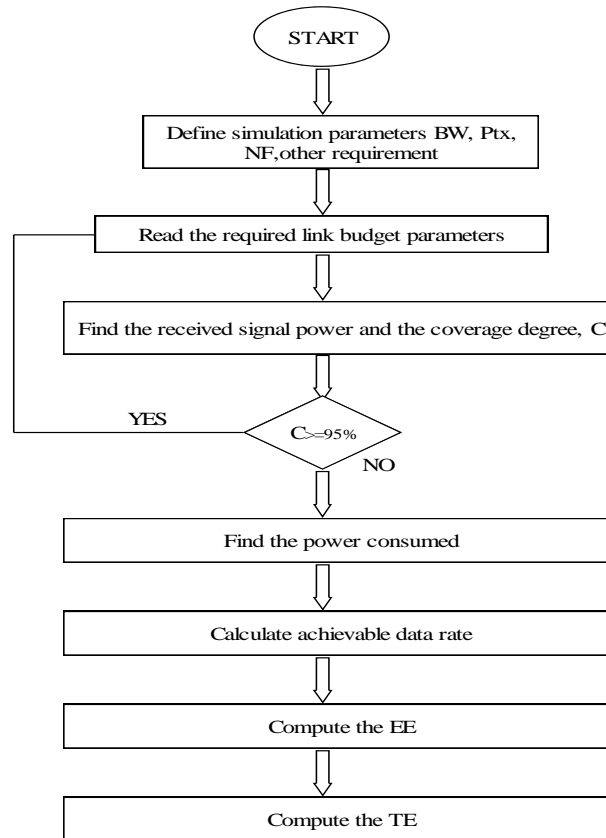 START
Define simulation parameters BW, Ptx,
NF,other requirement
Read the required link budget parameters
Find the received signal power and the coverage degree, C
YES
C>=95%
NO
Find the power consumed
Calculate achievable data rate
Compute the EE
Compute the TE